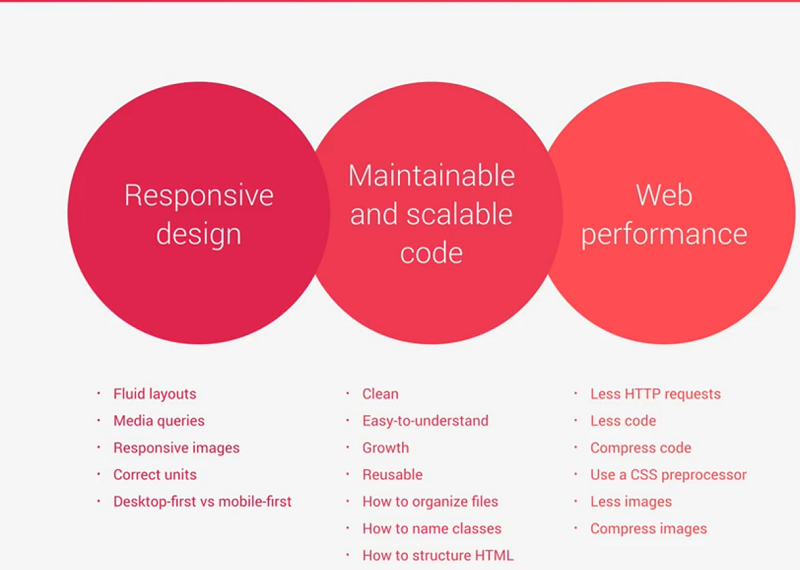 Responsive
design
Maintainable
and scalable
code
Web
performance
· Fluid layouts
· Media queries
· Responsive images
· Correct units
· Desktop-first vs mobile-first
· Clean
· Easy-to-understand
· Growth
· Reusable
· How to organize files
· How to name classes
· How to structure HTML
· Less HTTP requests
· Less code
· Compress code
· Use a CSS preprocessor
· Less images
· Compress images